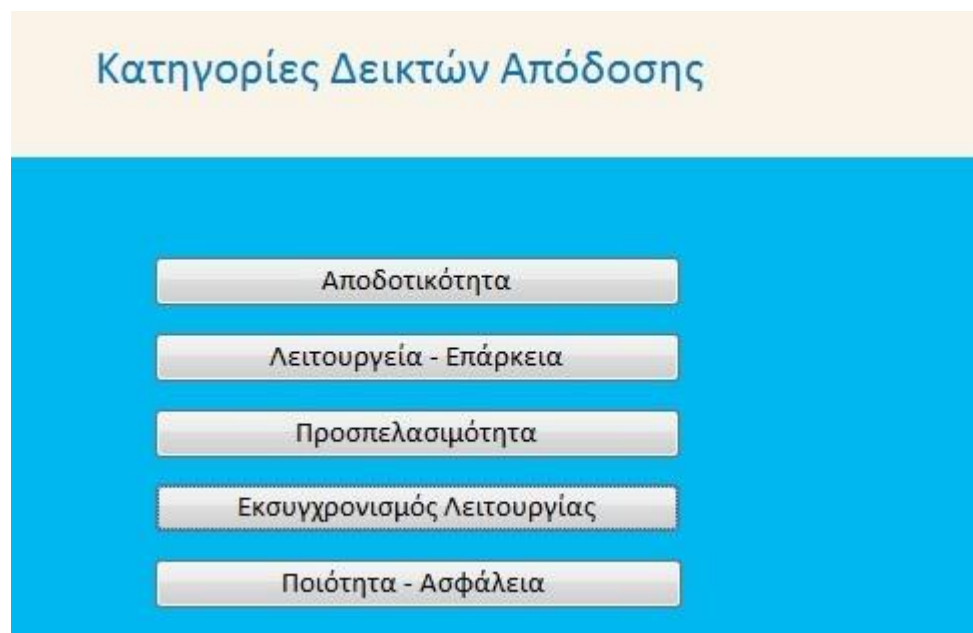 Κατηγορίες Δεικτών Απόδοσης
Αποδοτικότητα
Λειτουργεία - Επάρκεια
Προσπελασιμότητα
Εκσυγχρονισμός Λειτουργίας
Ποιότητα - Ασφάλεια